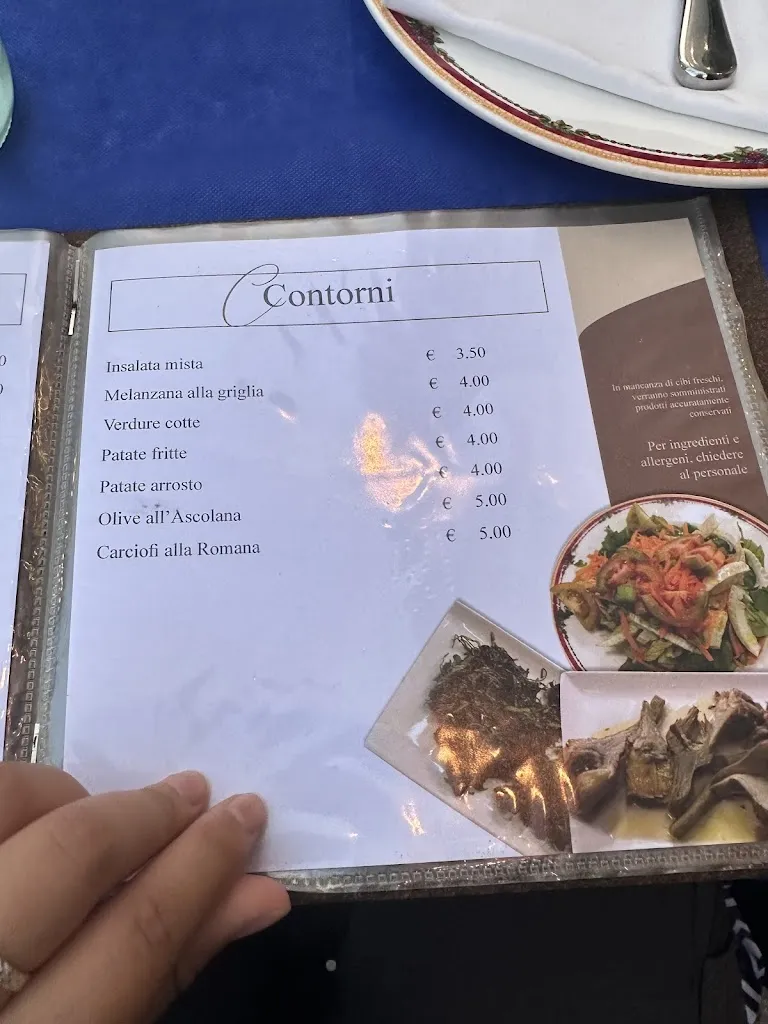 Contorni
Insalata mista € 3.50
Melanzana alla griglia € 4.00
Verdure cotte € 4.00
Patate fritte € 4.00
Patate arrosto € 4.00
Olive all'Ascolana € 5.00
Carciofi alla Romana € 5.00
In mancanza di cibi freschi,
verranno somministrati
prodotti accuratamente
conservati
Per ingredienti e
allergeni, chiedere
al personale